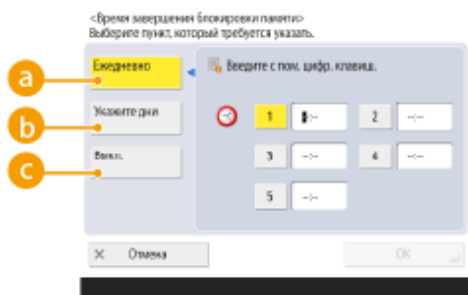 <Время завершения блокировки памяти>
Выберите пункт, который требуется указать.
a
Ежедневно
Введите с пом. цифр. клавиш.
b
Укажите дни
1
-:--
2
--:--
c
Выкл.
3
--:--
4
--:--
5
--:--
Отмена
OK